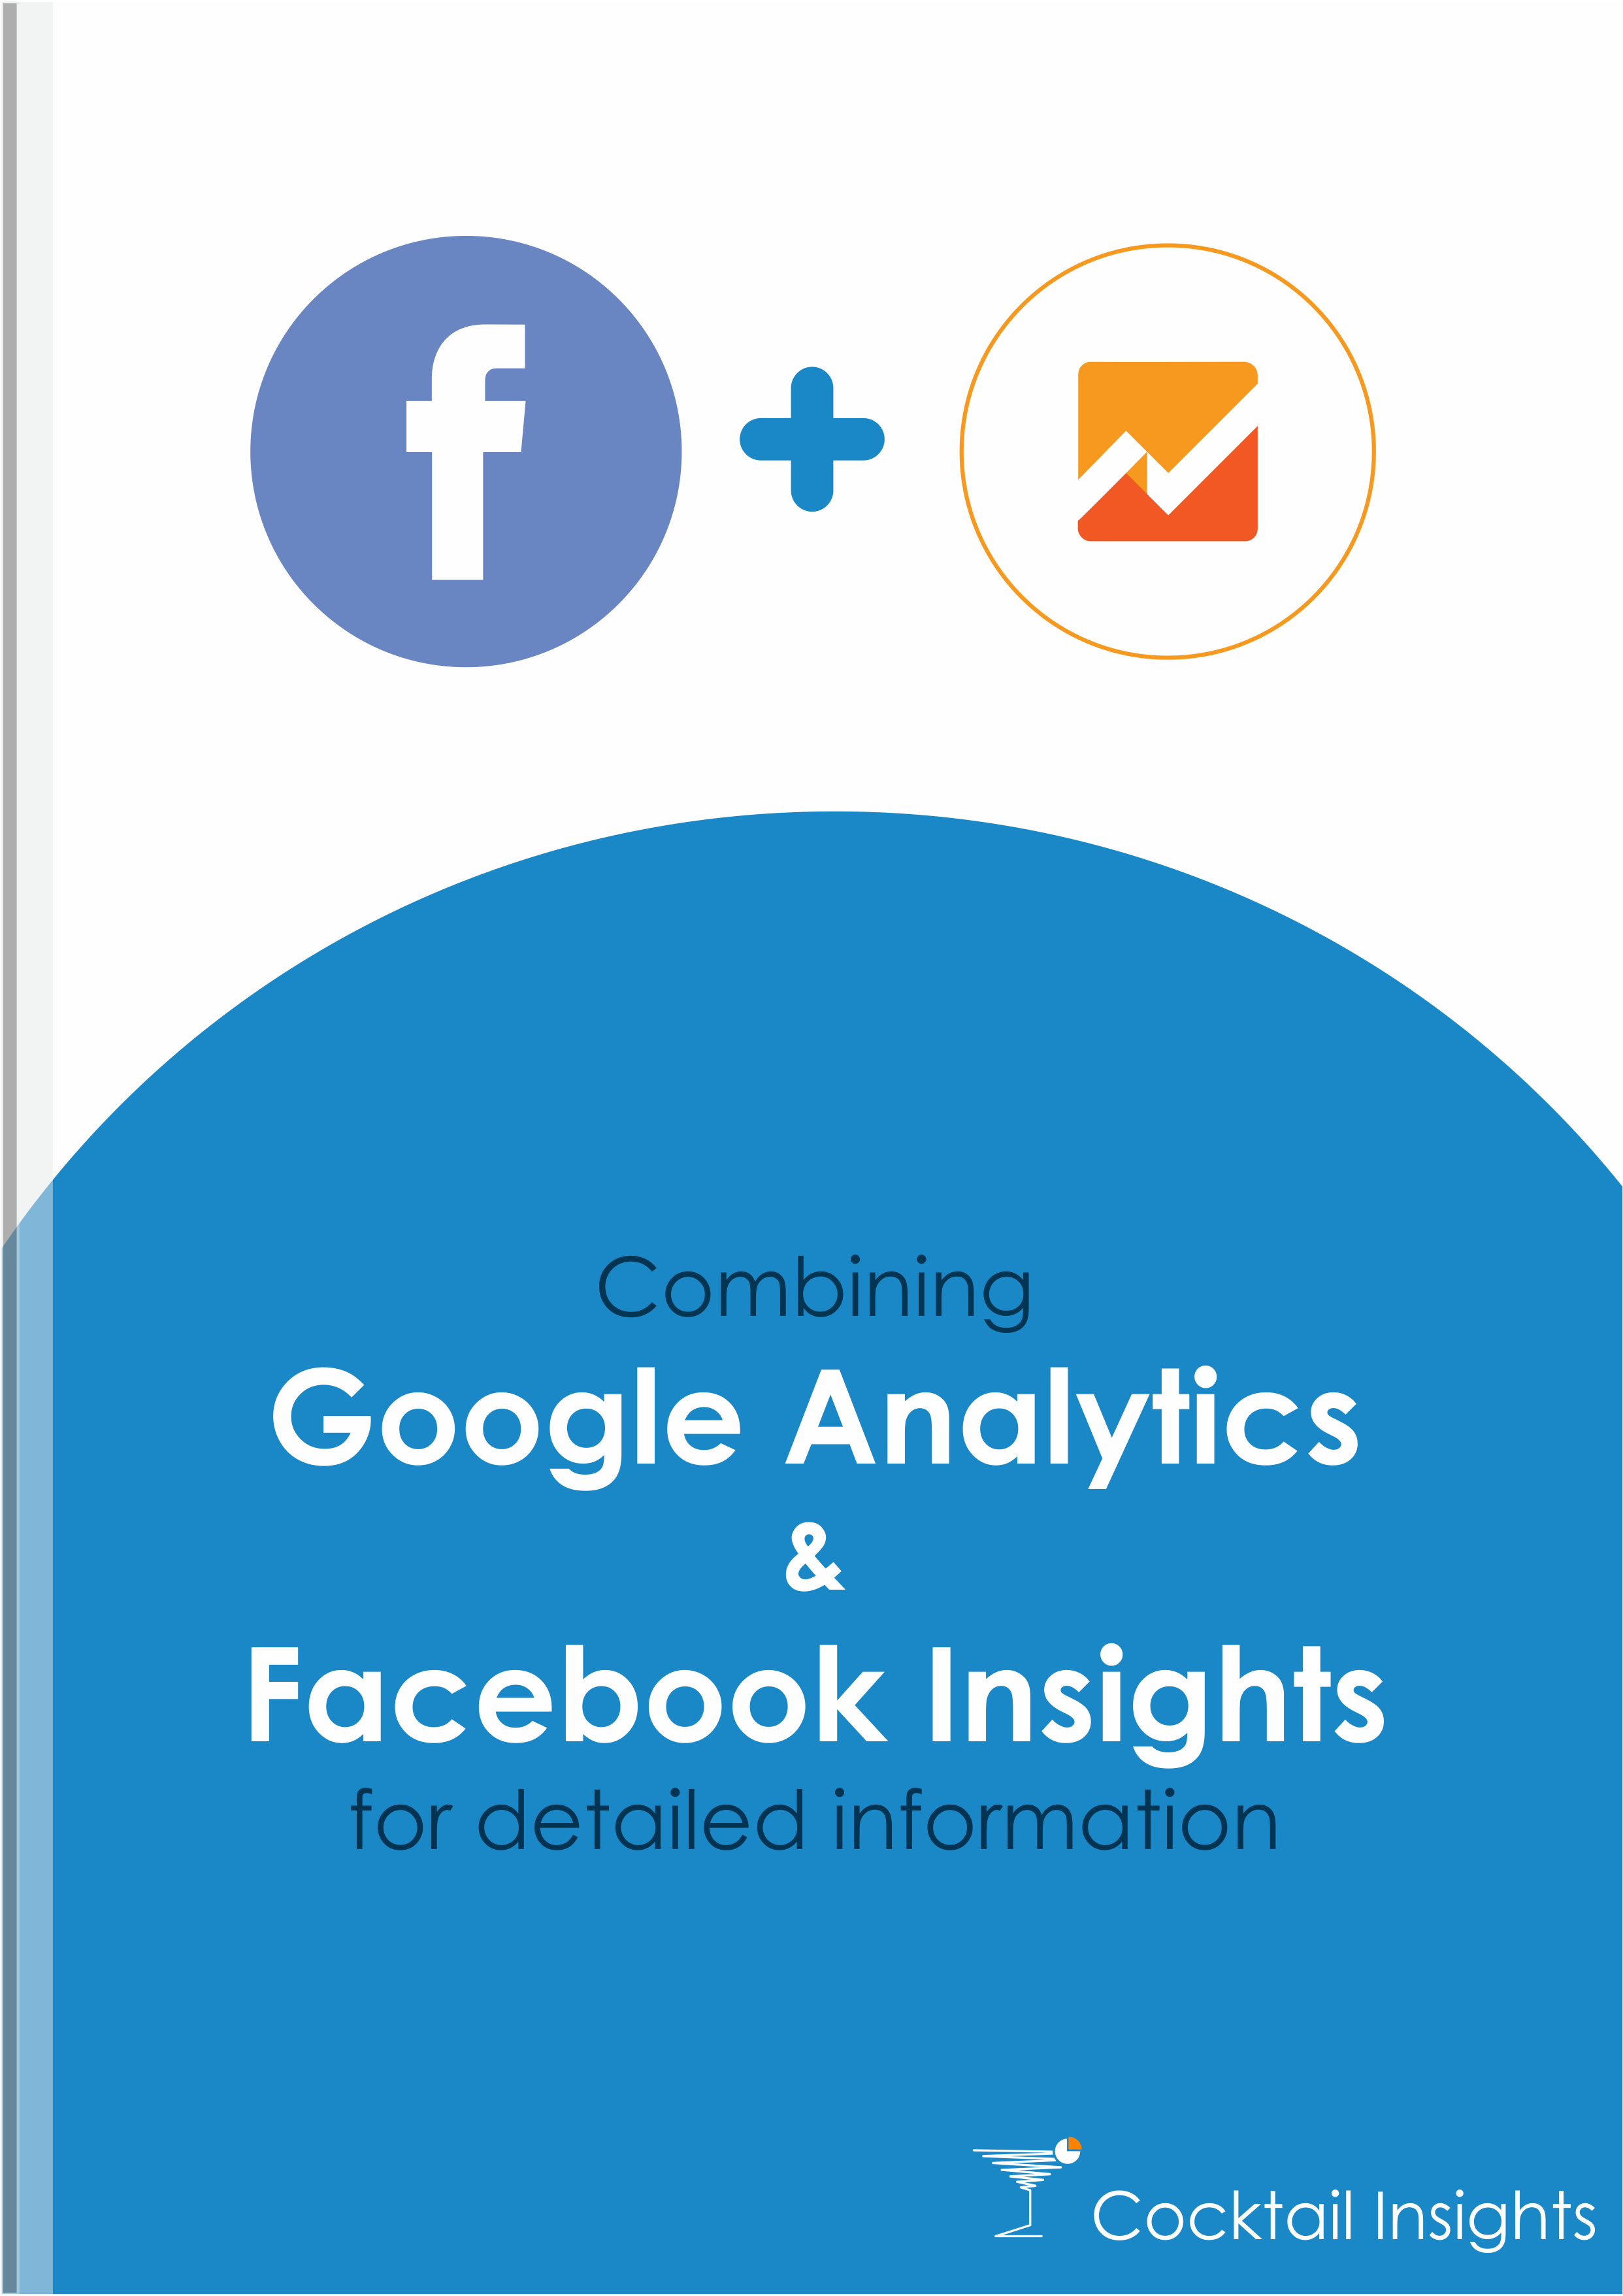 Combining
Google Analytics
&
Facebook Insights
for detailed information
Cocktail Insights